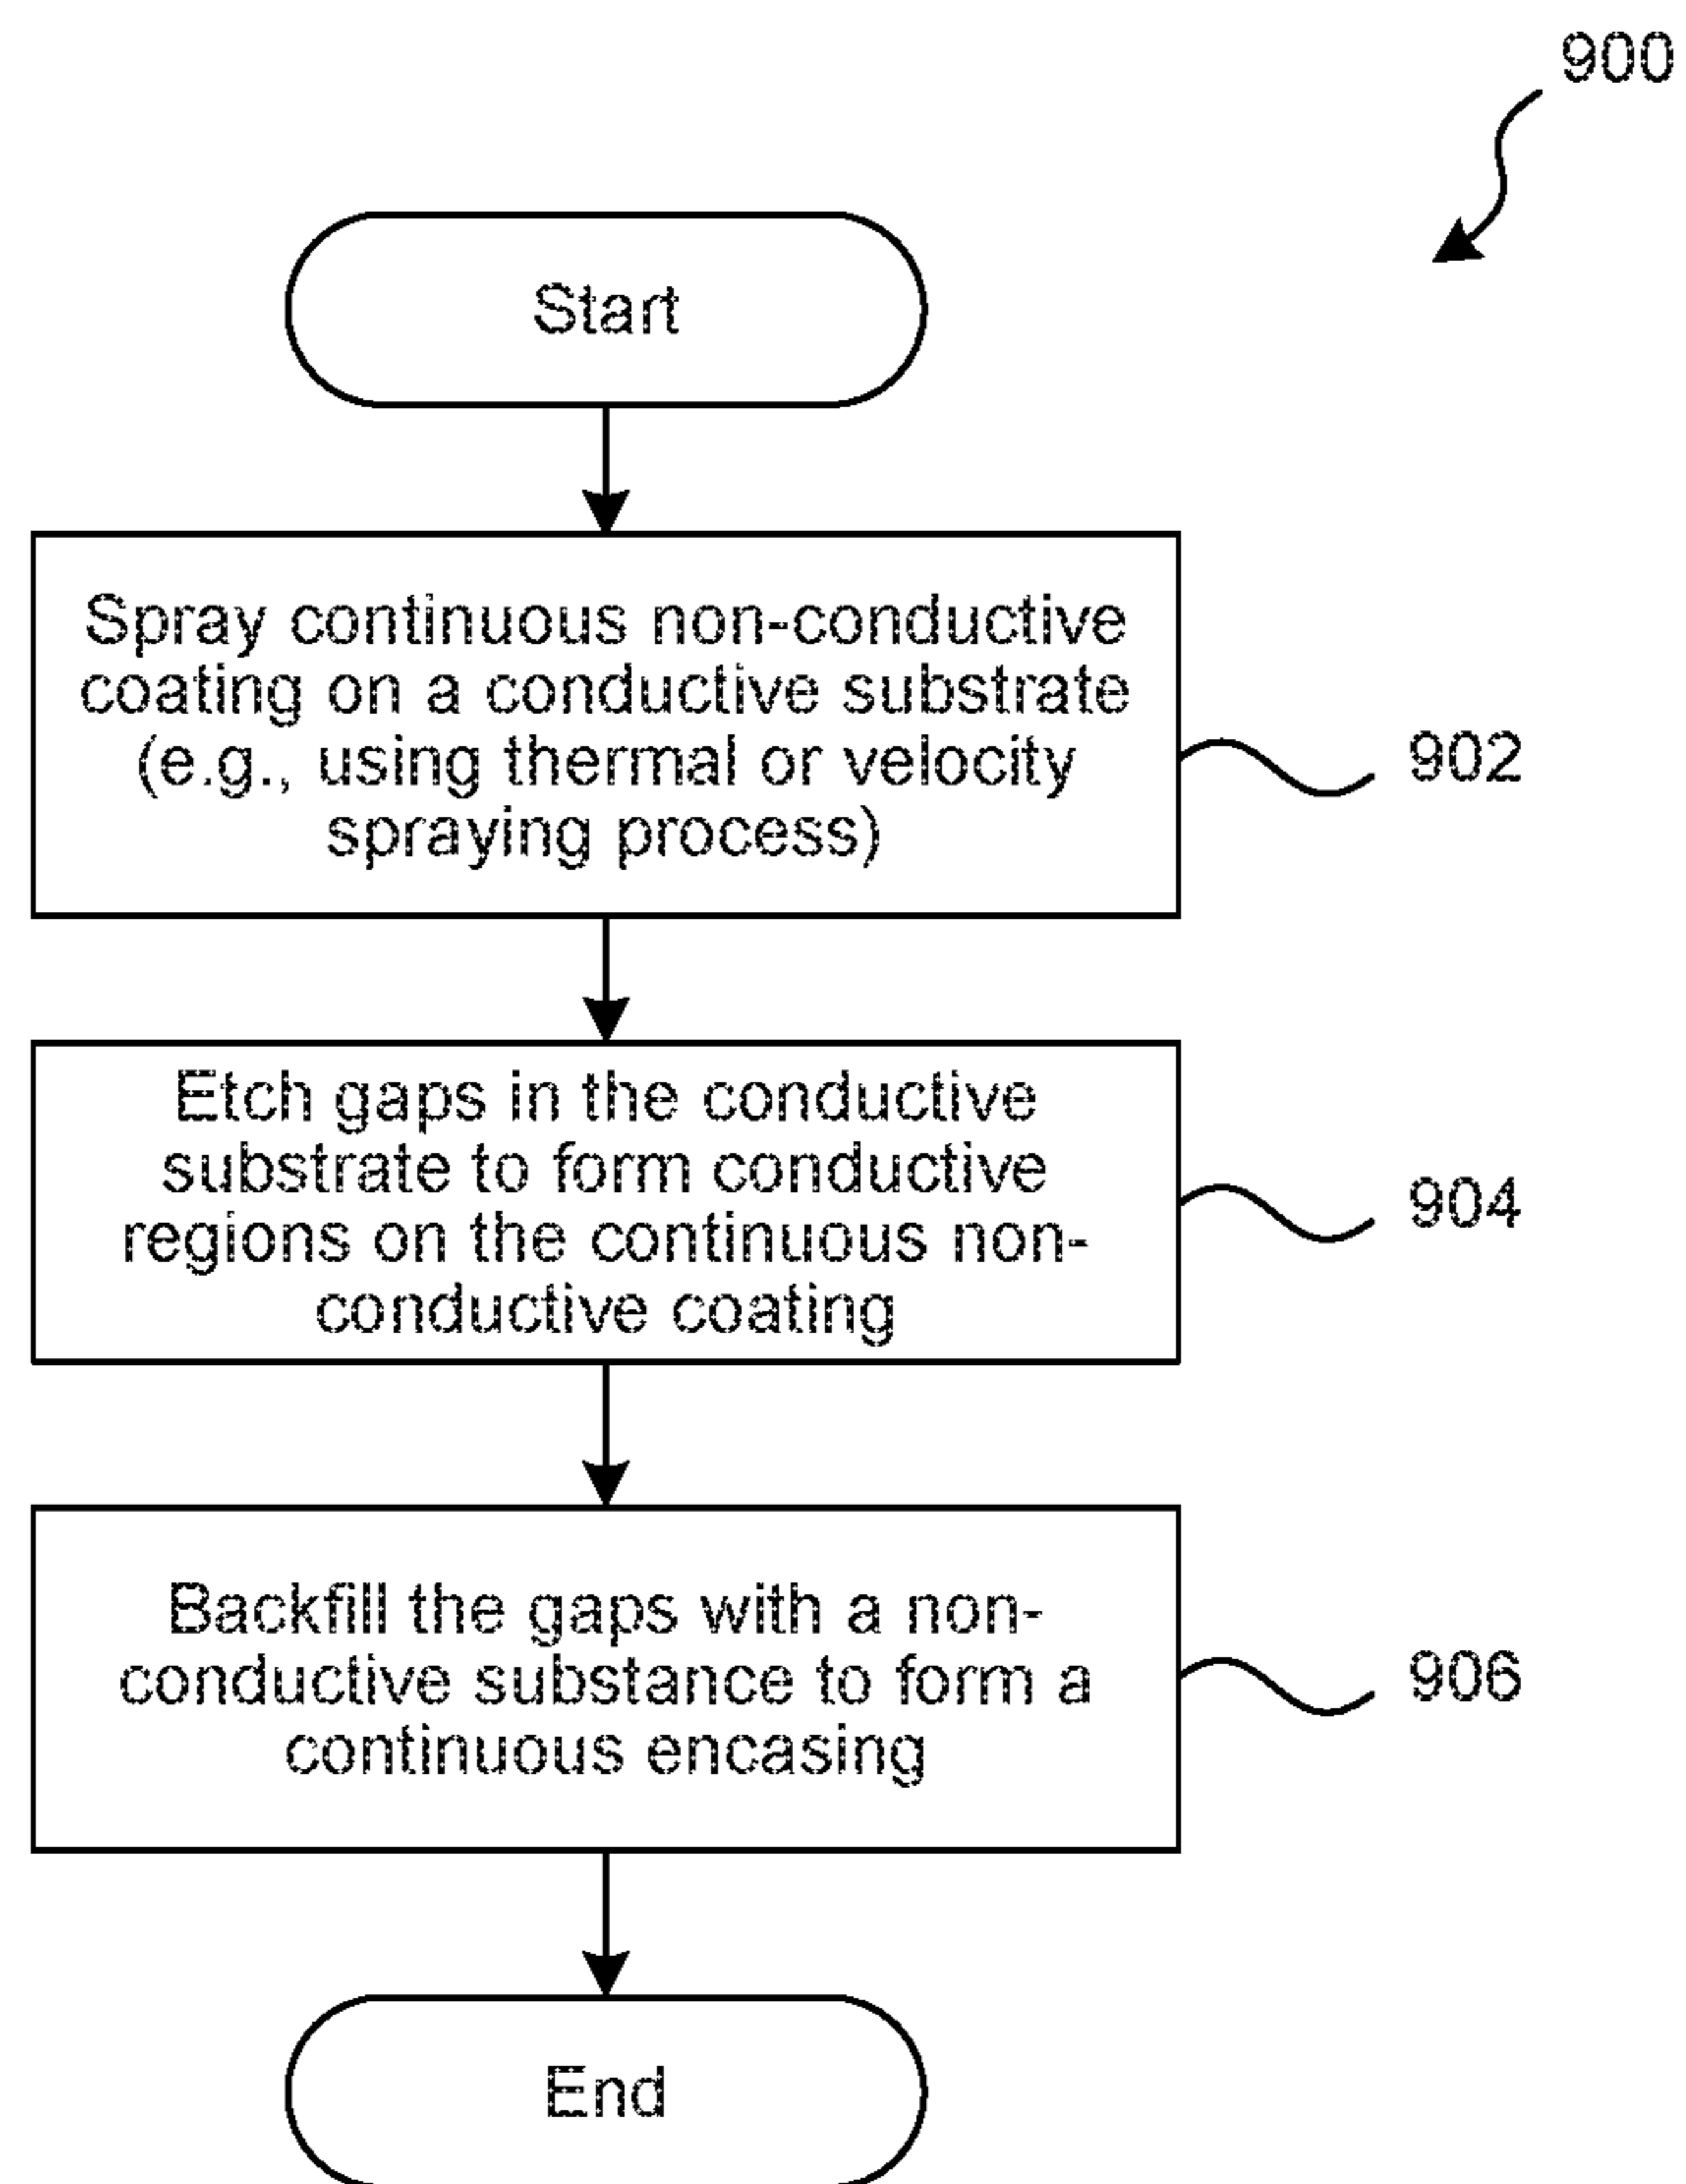 900
Start
Spray continuous non-conductive
coating on a conductive substrate
(e.g., using thermal or velocity
spraying process)
902
Etch gaps in the conductive
substrate to form conductive
regions on the continuous non-
conductive coating
904
Backfill the gaps with a non-
conductive substance to form a
continuous encasing
906
End